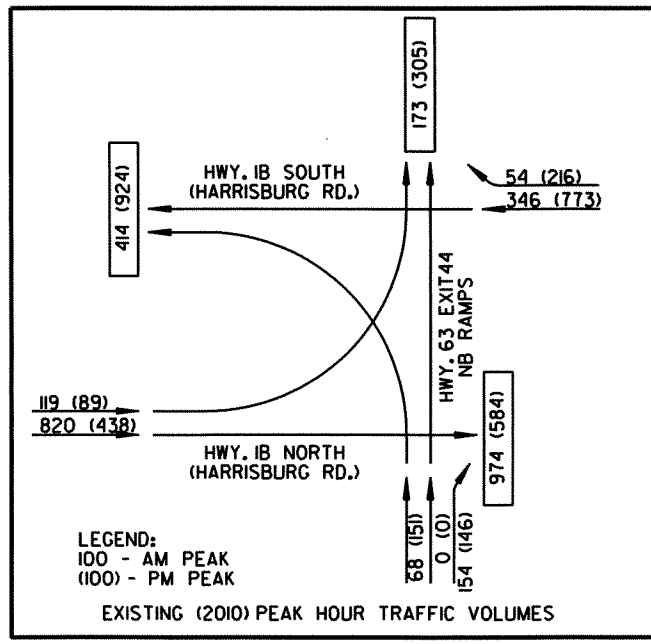 173 (305)
414 (924)
HWY. 1B SOUTH
(HARRISBURG RD.)
54 (216)
346 (773)
HWY. 63 EXIT44
NB RAMPS
119 (89)
820 (438)
HWY. 1B NORTH
(HARRISBURG RD.)
974 (584)
68 (151)
0 (0)
154 (146)
LEGEND:
100 - AM PEAK
(100) - PM PEAK
EXISTING (2010) PEAK HOUR TRAFFIC VOLUMES